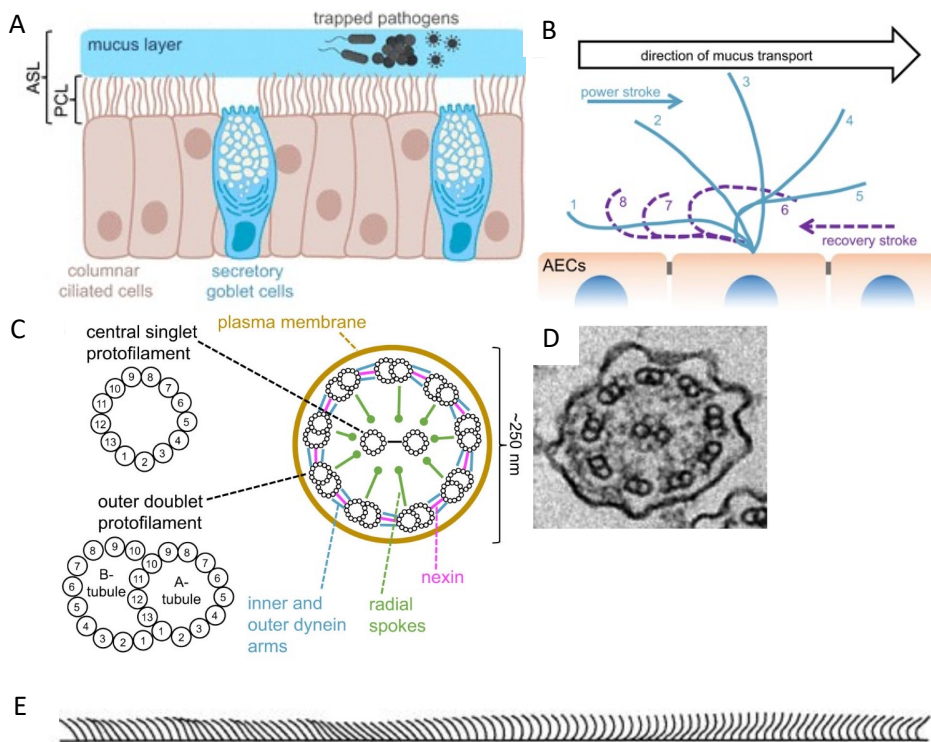 A
trapped pathogens
mucus layer
ASL
PCL
columnar
ciliated cells
secretory
goblet cells
B
direction of mucus transport
power stroke
1
2
3
4
5
6
7
8
recovery stroke
AECs
C
central singlet
protofilament
9 8
10 7
11 6
12 5
13 4
1 2 3
outer doublet
protofilament
8 9 10 9 8
7 10 7
6 B- 11 A- 6
tubule tubule
5 12 5
4 13 4
3 2 1 1 2 3
plasma membrane
~250 nm
nexin
radial
spokes
inner and
outer dynein
arms
D
E